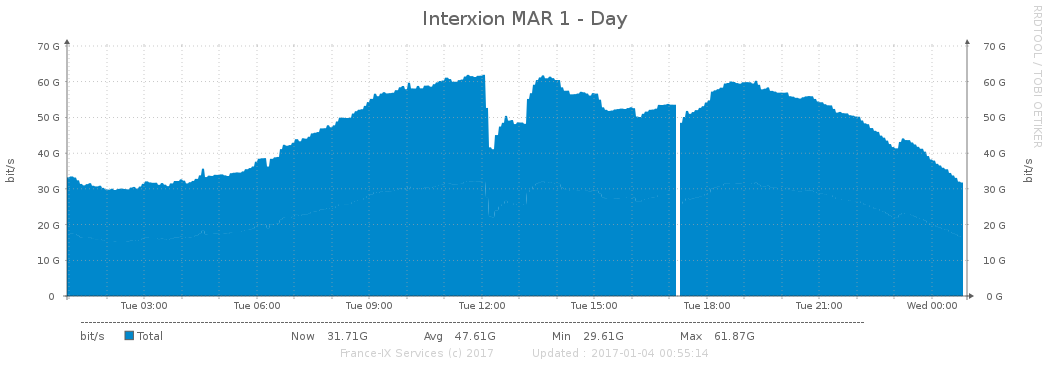 Interxion MAR 1 - Day
RRDTOOL / TOBI OETIKER
bit/s
70 G
60 G
50 G
40 G
30 G
20 G
10 G
0
70 G
60 G
50 G
40 G
30 G
20 G
10 G
0 G
bit/s
Tue 03:00 Tue 06:00 Tue 09:00 Tue 12:00 Tue 15:00 Tue 18:00 Tue 21:00 Wed 00:00
bit/s Total Now 31.71G Avg 47.61G Min 29.61G Max 61.87G
France-IX Services (c) 2017 Updated : 2017-01-04 00:55:14